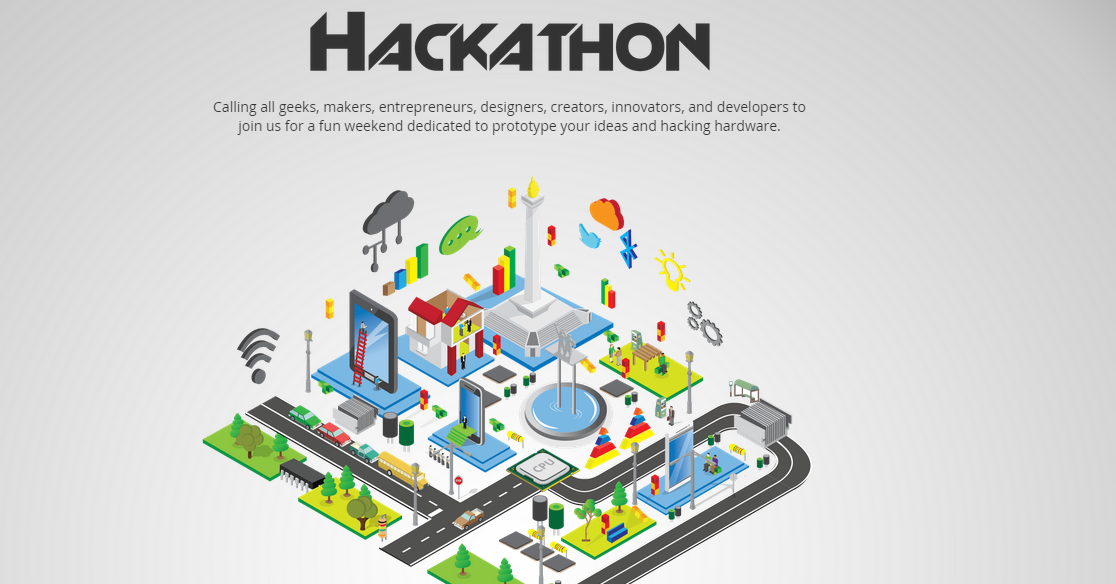 HACKATHON
Calling all geeks, makers, entrepreneurs, designers, creators, innovators, and developers to
join us for a fun weekend dedicated to prototype your ideas and hacking hardware.
CPU